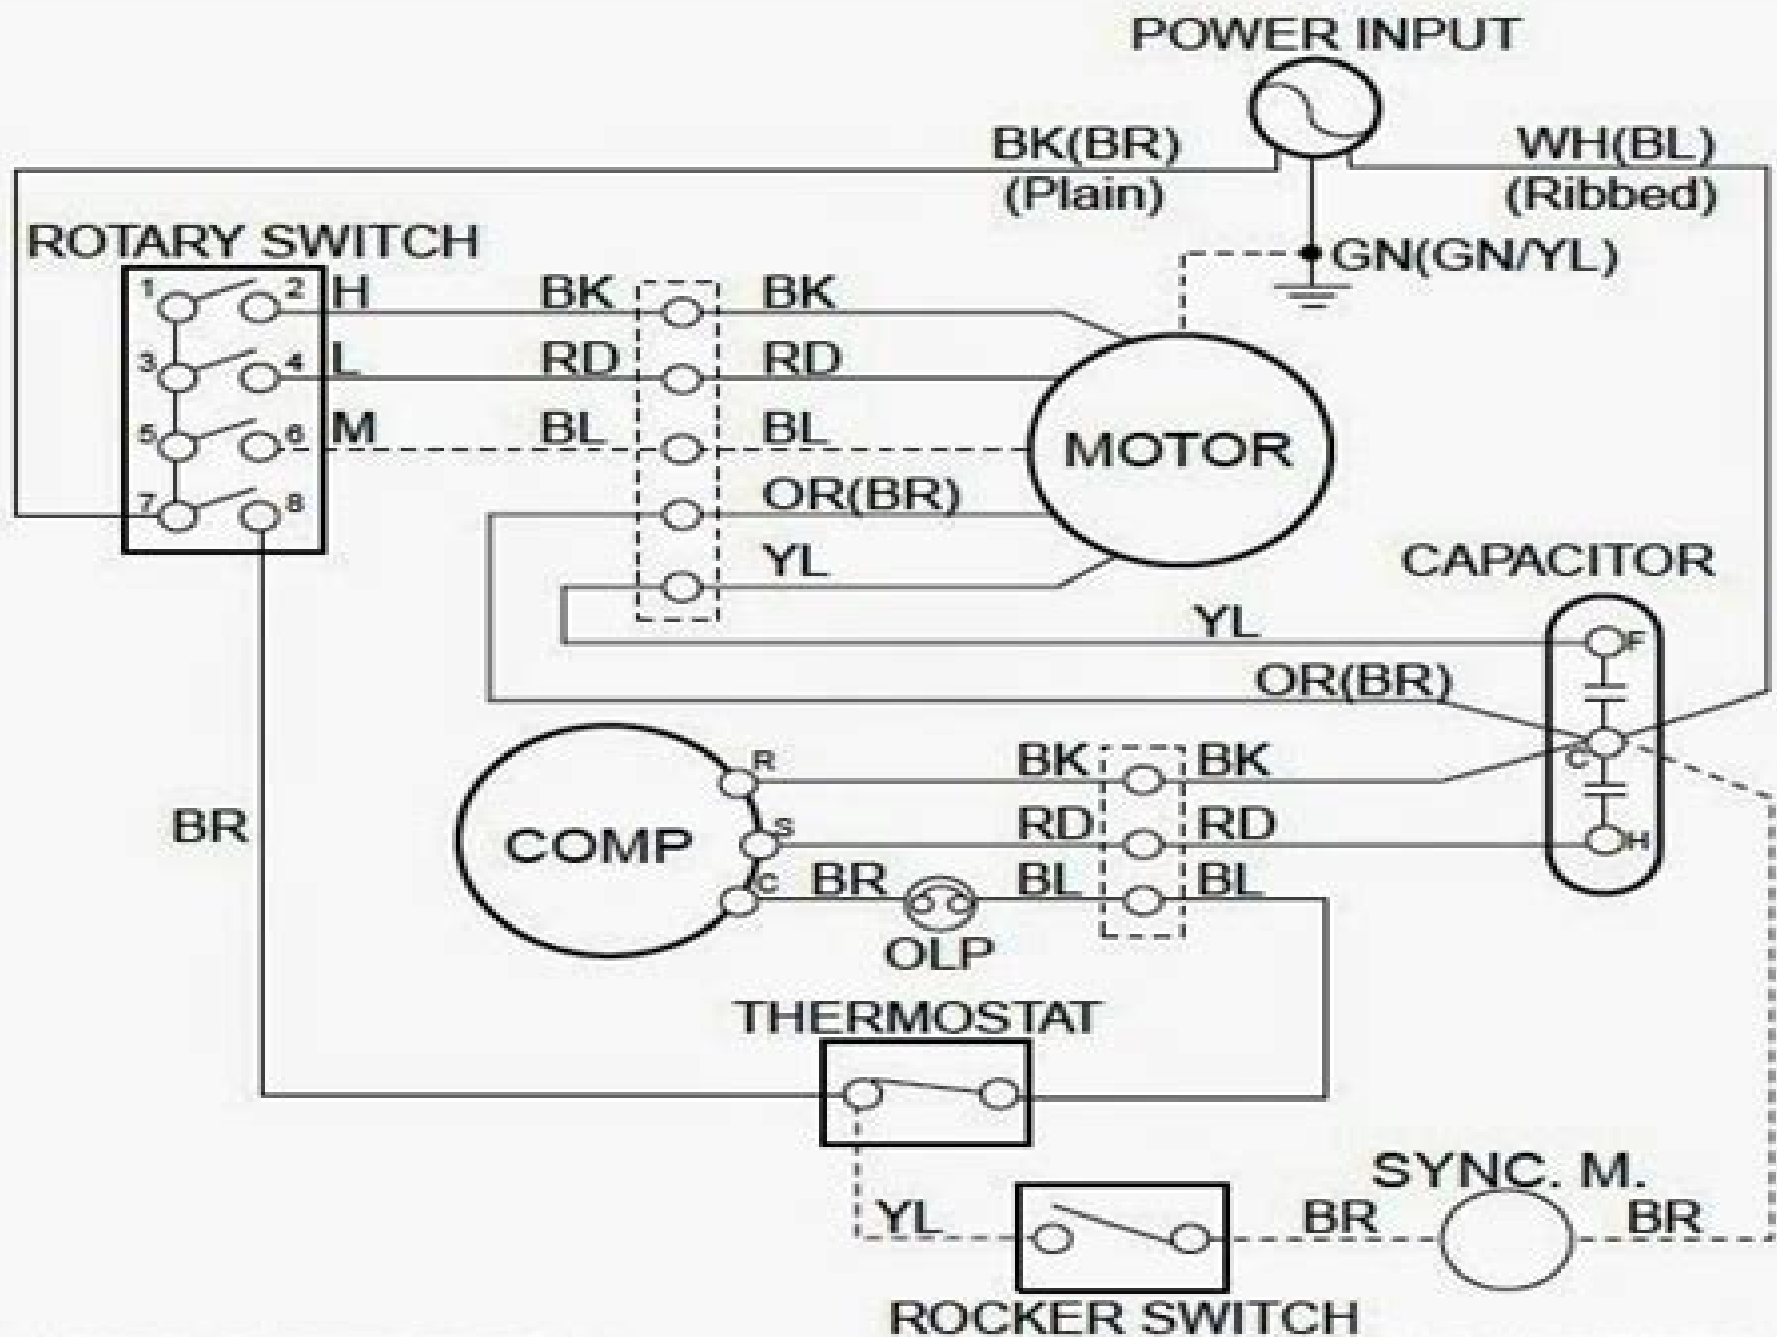 POWER INPUT
BK(BR) WH(BL)
(Plain) (Ribbed)
ROTARY SWITCH
GN(GN/YL)
1 2 H BK BK
3 4 L RD RD
5 6 M BL BL
MOTOR
7 8 OR(BR)
YL
CAPACITOR
YL
F
OR(BR)
R BK BK C
BR COMP S RD RD H
C BR BL BL
OLP
THERMOSTAT
SYNC. M.
YL BR BR
ROCKER SWITCH